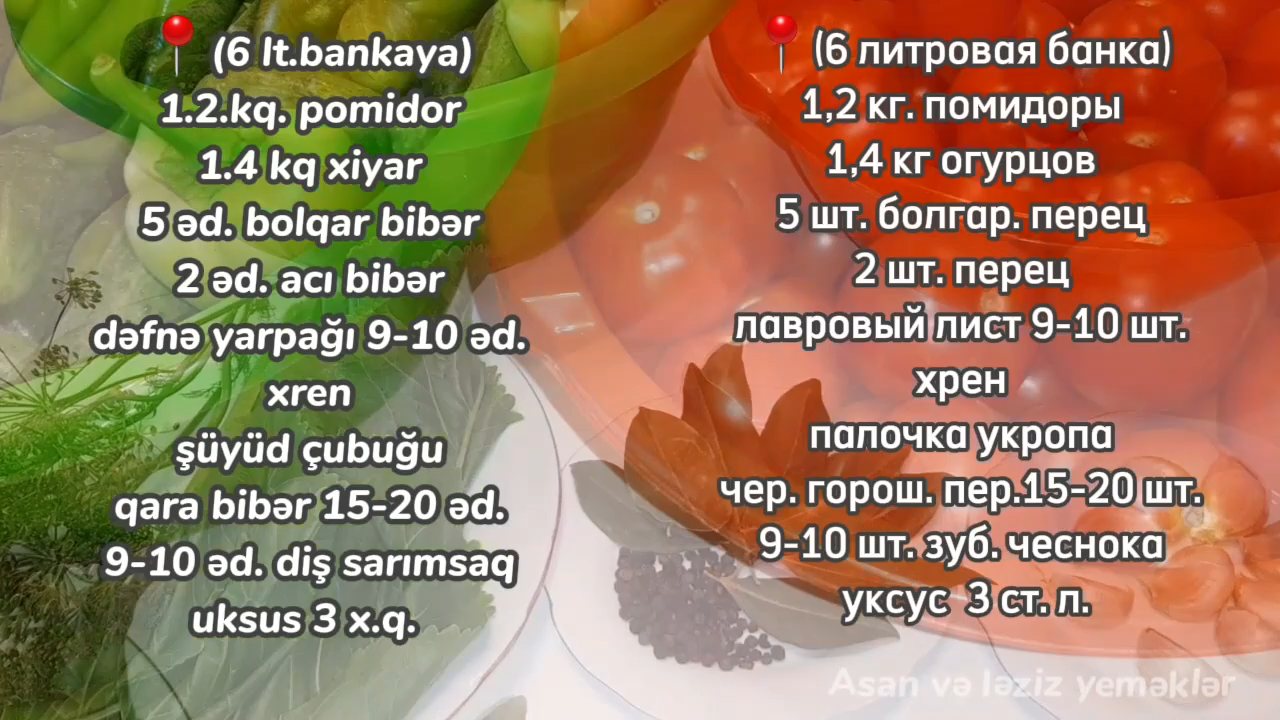 (6 lt.bankaya)
1.2.kq. pomidor
1.4 kq xiyar
5 əd. bolqar bibər
2 əd. acı bibər
dəfnə yarpağı 9-10 əd.
xren
şüyüd çubuğu
qara bibər 15-20 əd.
9-10 əd. diş sarımsaq
uksus 3 x.q.
(6 литровая банка)
1,2 кг. помидоры
1,4 кг огурцов
5 шт. болгар. перец
2 шт. перец
лавровый лист 9-10 шт.
хрен
палочка укропа
чер. горош. пер.15-20 шт.
9-10 шт. зуб. чеснока
уксус 3 ст. л.
Asan və ləziz yeməklər